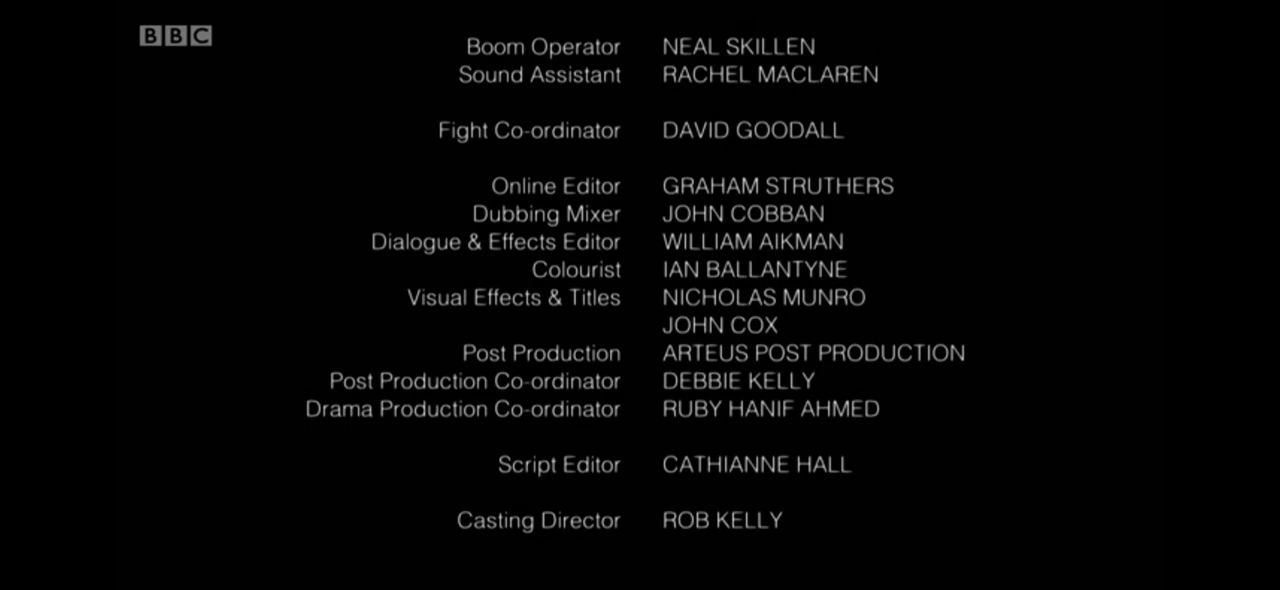 BBC
Boom Operator NEAL SKILLEN
Sound Assistant RACHEL MACLAREN
Fight Co-ordinator DAVID GOODALL
Online Editor GRAHAM STRUTHERS
Dubbing Mixer JOHN COBBAN
Dialogue & Effects Editor WILLIAM AIKMAN
Colourist IAN BALLANTYNE
Visual Effects & Titles NICHOLAS MUNRO
JOHN COX
Post Production ARTEUS POST PRODUCTION
Post Production Co-ordinator DEBBIE KELLY
Drama Production Co-ordinator RUBY HANIF AHMED
Script Editor CATHIANNE HALL
Casting Director ROB KELLY